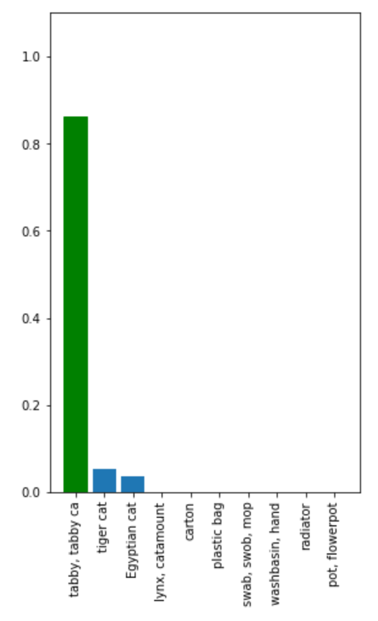 1.0
0.8
0.6
0.4
0.2
0.0
tabby, tabby ca
tiger cat
Egyptian cat
lynx, catamount
carton
plastic bag
swab, swob, mop
washbasin, hand
radiator
pot, flowerpot